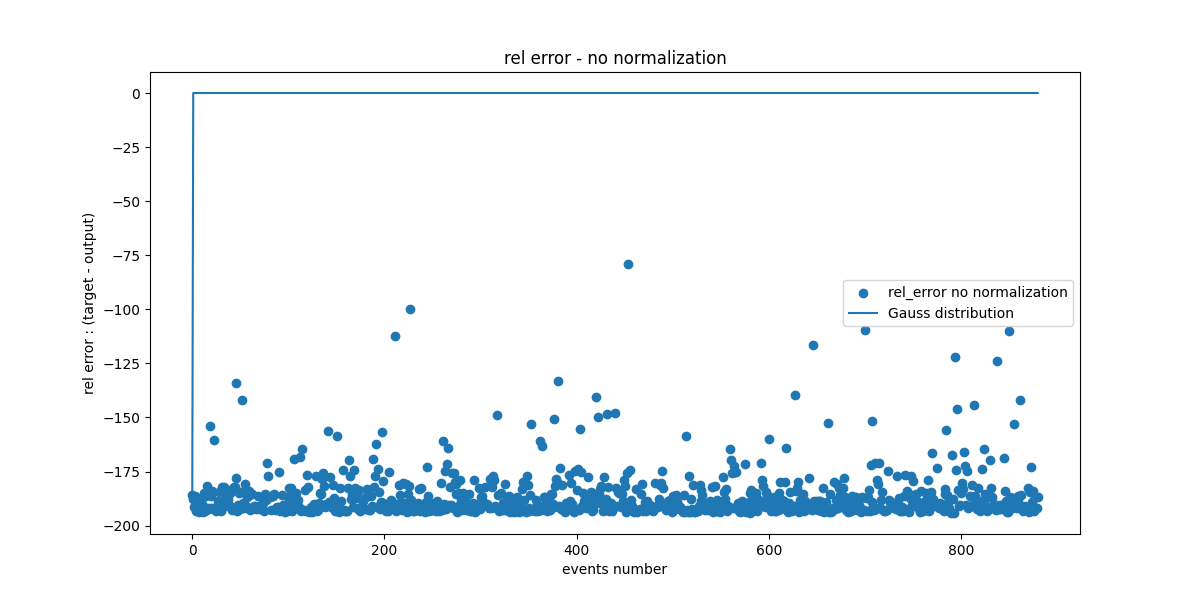 rel error - no normalization
rel error : (target - output)
0
−25
−50
−75
−100
−125
−150
−175
−200
rel_error no normalization
Gauss distribution
0
200
400
600
800
events number